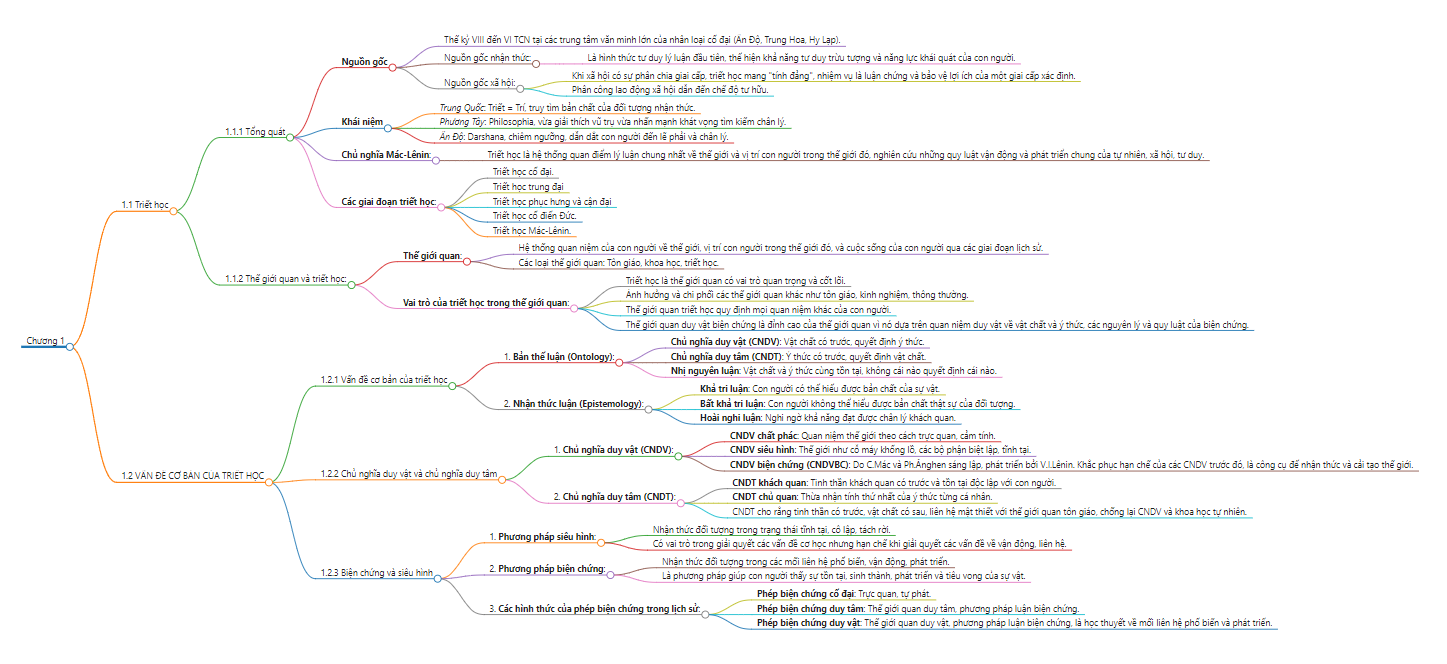 Chương 1
1.1 Triết học
1.1.1 Tổng quát
Nguồn gốc
Thế kỷ VIII đến VI TCN tại các trung tâm văn minh lớn của nhân loại cổ đại (Ấn Độ, Trung Hoa, Hy Lạp).
Nguồn gốc nhận thức:
Là hình thức tư duy lý luận đầu tiên, thể hiện khả năng tư duy trừu tượng và năng lực khái quát của con người.
Nguồn gốc xã hội:
Khi xã hội có sự phân chia giai cấp, triết học mang "tính đảng", nhiệm vụ là luận chứng và bảo vệ lợi ích của một giai cấp xác định.
Phân công lao động xã hội dẫn đến chế độ tư hữu.
Khái niệm
Trung Quốc: Triết = Trí, truy tìm bản chất của đối tượng nhận thức.
Phương Tây: Philosophia, vừa giải thích vũ trụ vừa nhấn mạnh khát vọng tìm kiếm chân lý.
Ấn Độ: Darshana, chiêm ngưỡng, dẫn dắt con người đến lẽ phải và chân lý.
Chủ nghĩa Mác-Lênin:
Triết học là hệ thống quan điểm lý luận chung nhất về thế giới và vị trí con người trong thế giới đó, nghiên cứu những quy luật vận động và phát triển chung của tự nhiên, xã hội, tư duy.
Các giai đoạn triết học:
Triết học cổ đại.
Triết học trung đại
Triết học phục hưng và cận đại
Triết học cổ điển Đức.
Triết học Mác-Lênin.
1.1.2 Thế giới quan và triết học:
Thế giới quan:
Hệ thống quan niệm của con người về thế giới, vị trí con người trong thế giới đó, và cuộc sống của con người qua các giai đoạn lịch sử.
Các loại thế giới quan: Tôn giáo, khoa học, triết học.
Vai trò của triết học trong thế giới quan:
Triết học là thế giới quan có vai trò quan trọng và cốt lõi.
Ảnh hưởng và chi phối các thế giới quan khác như tôn giáo, kinh nghiệm, thông thường.
Thế giới quan triết học quy định mọi quan niệm khác của con người.
Thế giới quan duy vật biện chứng là đỉnh cao của thế giới quan vì nó dựa trên quan niệm duy vật về vật chất và ý thức, các nguyên lý và quy luật của biện chứng.
1.2 VẤN ĐỀ CƠ BẢN CỦA TRIẾT HỌC
1.2.1 Vấn đề cơ bản của triết học
1. Bản thể luận (Ontology):
Chủ nghĩa duy vật (CNDV): Vật chất có trước, quyết định ý thức.
Chủ nghĩa duy tâm (CNDT): Ý thức có trước, quyết định vật chất.
Nhị nguyên luận: Vật chất và ý thức cùng tồn tại, không cái nào quyết định cái nào.
2. Nhận thức luận (Epistemology):
Khả tri luận: Con người có thể hiểu được bản chất của sự vật.
Bất khả tri luận: Con người không thể hiểu được bản chất thật sự của đối tượng.
Hoài nghi luận: Nghi ngờ khả năng đạt được chân lý khách quan.
1.2.2 Chủ nghĩa duy vật và chủ nghĩa duy tâm
1. Chủ nghĩa duy vật (CNDV):
CNDV chất phác: Quan niệm thế giới theo cách trực quan, cảm tính.
CNDV siêu hình: Thế giới như cỗ máy khổng lồ, các bộ phận biệt lập, tĩnh tại.
CNDV biện chứng (CNDVBC): Do C.Mác và Ph.Ănghen sáng lập, phát triển bởi V.I.Lênin. Khắc phục hạn chế của các CNDV trước đó, là công cụ để nhận thức và cải tạo thế giới.
2. Chủ nghĩa duy tâm (CNDT):
CNDT khách quan: Tinh thần khách quan có trước và tồn tại độc lập với con người.
CNDT chủ quan: Thừa nhận tính thứ nhất của ý thức từng cá nhân.
CNDT cho rằng tinh thần có trước, vật chất có sau, liên hệ mật thiết với thế giới quan tôn giáo, chống lại CNDV và khoa học tự nhiên.
1.2.3 Biện chứng và siêu hình
1. Phương pháp siêu hình:
Nhận thức đối tượng trong trạng thái tĩnh tại, cô lập, tách rời.
Có vai trò trong giải quyết các vấn đề cơ học nhưng hạn chế khi giải quyết các vấn đề về vận động, liên hệ.
2. Phương pháp biện chứng:
Nhận thức đối tượng trong các mối liên hệ phổ biến, vận động, phát triển.
Là phương pháp giúp con người thấy sự tồn tại, sinh thành, phát triển và tiêu vong của sự vật.
3. Các hình thức của phép biện chứng trong lịch sử:
Phép biện chứng cổ đại: Trực quan, tự phát.
Phép biện chứng duy tâm: Thế giới quan duy tâm, phương pháp luận biện chứng.
Phép biện chứng duy vật: Thế giới quan duy vật, phương pháp luận biện chứng, là học thuyết về mối liên hệ phổ biến và phát triển.